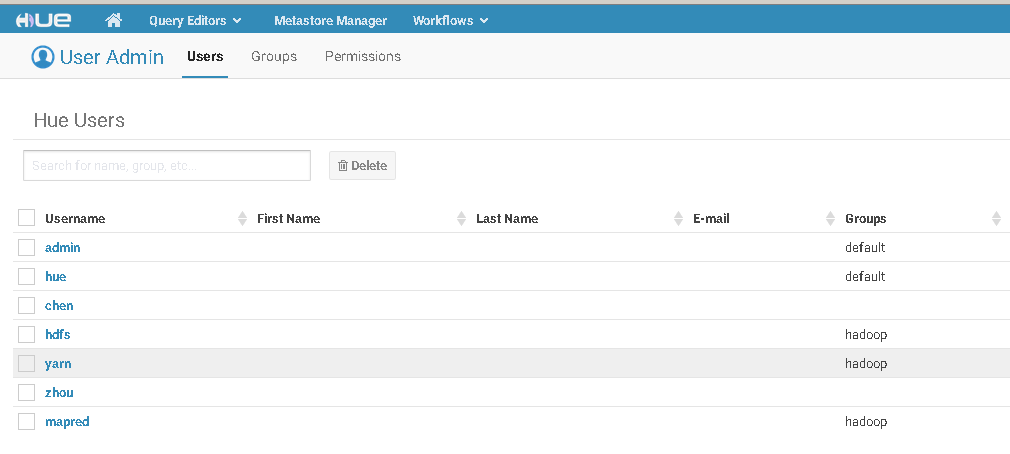 HUE Query Editors Metastore Manager Workflows
User Admin Users Groups Permissions
Hue Users
Search for name, group, etc... Delete
Username First Name Last Name E-mail Groups
admin default
hue default
chen
hdfs hadoop
yarn hadoop
zhou
mapred hadoop